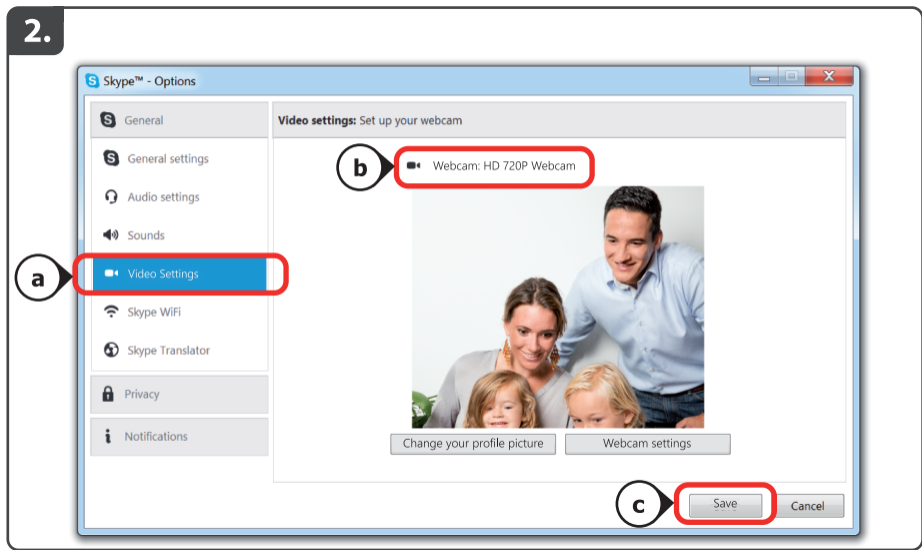 2.
Skype™ - Options
General
General settings
Audio settings
Sounds
Video Settings
Skype WiFi
Skype Translator
Privacy
Notifications
a
Video settings: Set up your webcam
b
Webcam: HD 720P Webcam
Change your profile picture
Webcam settings
c
Save
Cancel